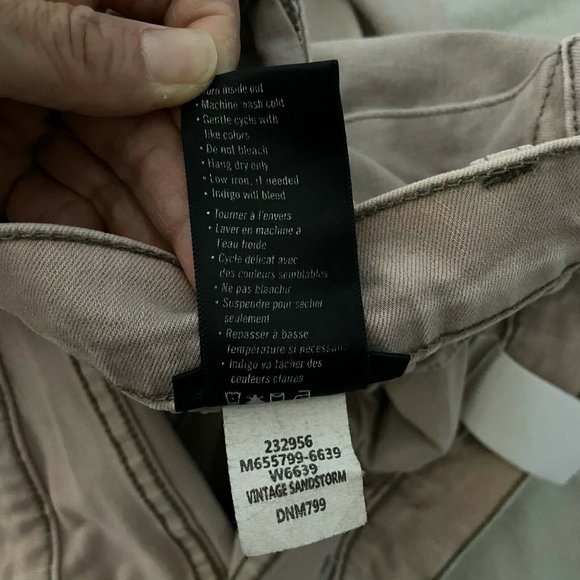 Turn inside out
• Machine wash cold
• Gentle cycle with
like colors
• Do not bleach
• Hang dry only
• Low iron, if needed
• Indigo will bleed
• Tourner à l'envers
• Laver en machine à
l'eau froide
• Cycle délicat avec
des couleurs semblables
• Ne pas blanchir
• Suspendre pour sécher
seulement
• Repasser à basse
température si nécessaire
• Indigo va tacher des
couleurs claires
232956
M655799-6639
W6639
VINTAGE SANDSTORM
DNM799